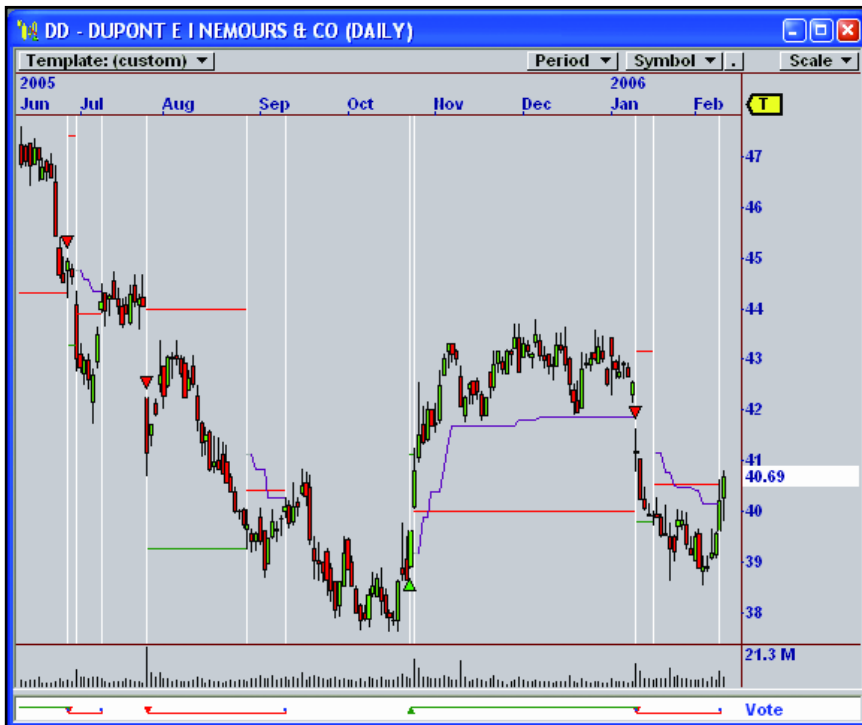 DD - DUPONT E I NEMOURS & CO (DAILY)
Template: (custom) Period Symbol . Scale
2005 2006
Jun Jul Aug Sep Oct Nov Dec Jan Feb T
47
46
45
44
43
42
41
40.69
40
39
38
21.3 M
Vote